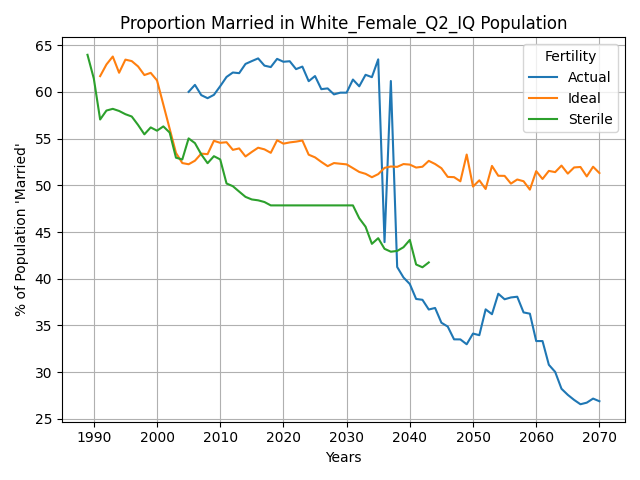 Proportion Married in White_Female_Q2_IQ Population
65
60
55
50
45
40
35
30
25
% of Population 'Married'
Fertility
Actual
Ideal
Sterile
1990 2000 2010 2020 2030 2040 2050 2060 2070
Years